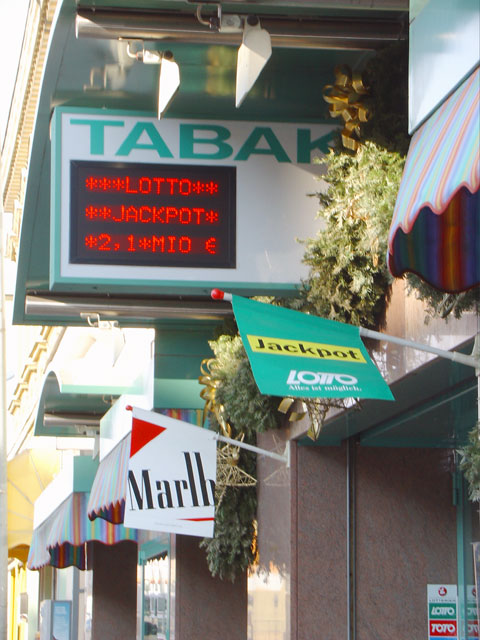 TABAK
***LOTTO**
**JACKPOT*
*2,1*MIO €
Jackpot
LOTTO
Alles ist möglich.
Marlb
LOTTO
TOTO